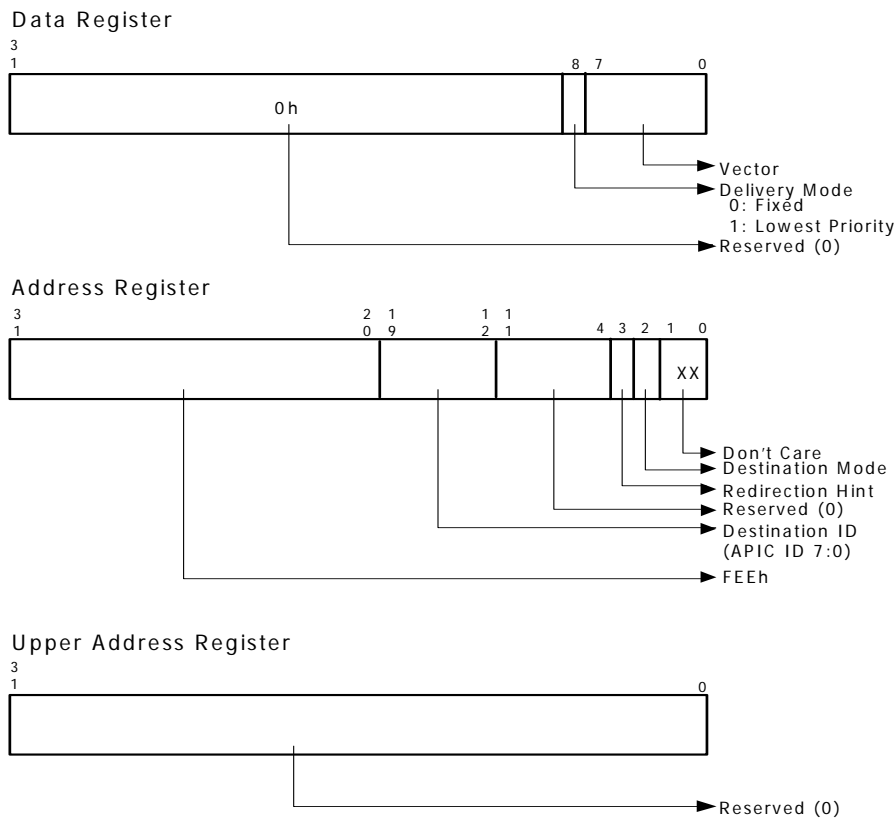 Data Register
3
1 8 7 0
0h
Vector
Delivery Mode
0: Fixed
1: Lowest Priority
Reserved (0)
Address Register
3 2 1 1 1
1 0 9 2 1 4 3 2 1 0
XX
Don't Care
Destination Mode
Redirection Hint
Reserved (0)
Destination ID
(APIC ID 7:0)
FEEh
Upper Address Register
3
1 0
Reserved (0)